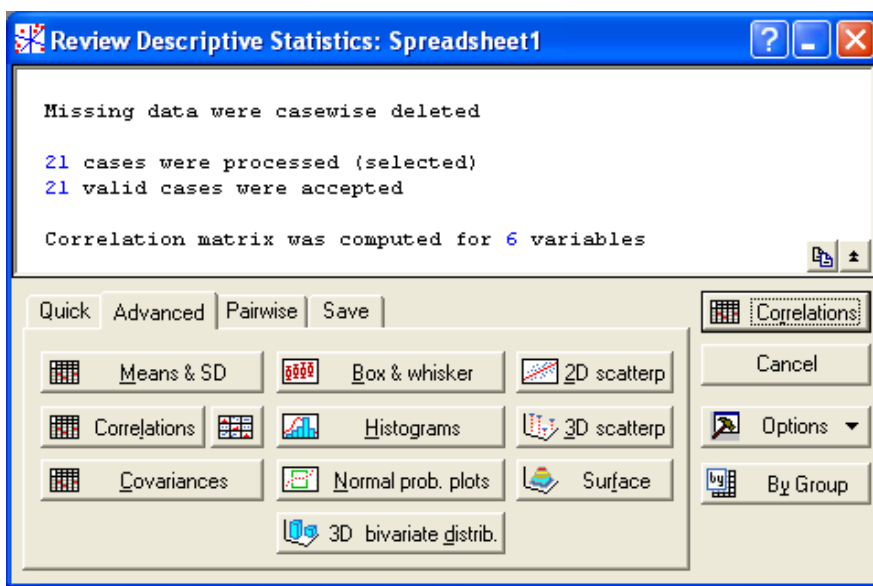 Review Descriptive Statistics: Spreadsheet1
Missing data were casewise deleted
21 cases were processed (selected)
21 valid cases were accepted
Correlation matrix was computed for 6 variables
Quick Advanced Pairwise Save
Correlations
Means & SD Box & whisker 2D scatterp
Cancel
Correlations Histograms 3D scatterp
Options
Covariances Normal prob. plots Surface
by By Group
3D bivariate distrib.